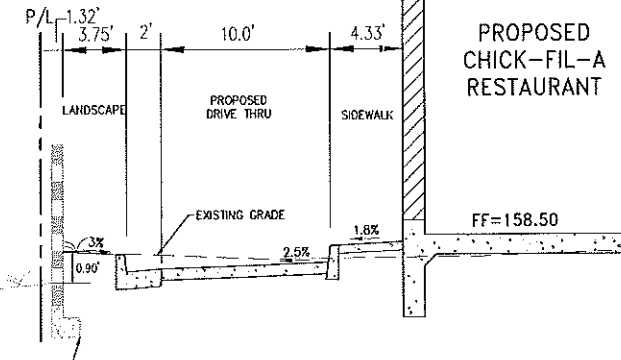 P/L 1.32'
3.75' 2' 10.0' 4.33'
PROPOSED
CHICK-FIL-A
RESTAURANT
LANDSCAPE
PROPOSED
DRIVE THRU
SIDEWALK
EXISTING GRADE
FF=158.50
3%
1.8%
2.5%
0.90'